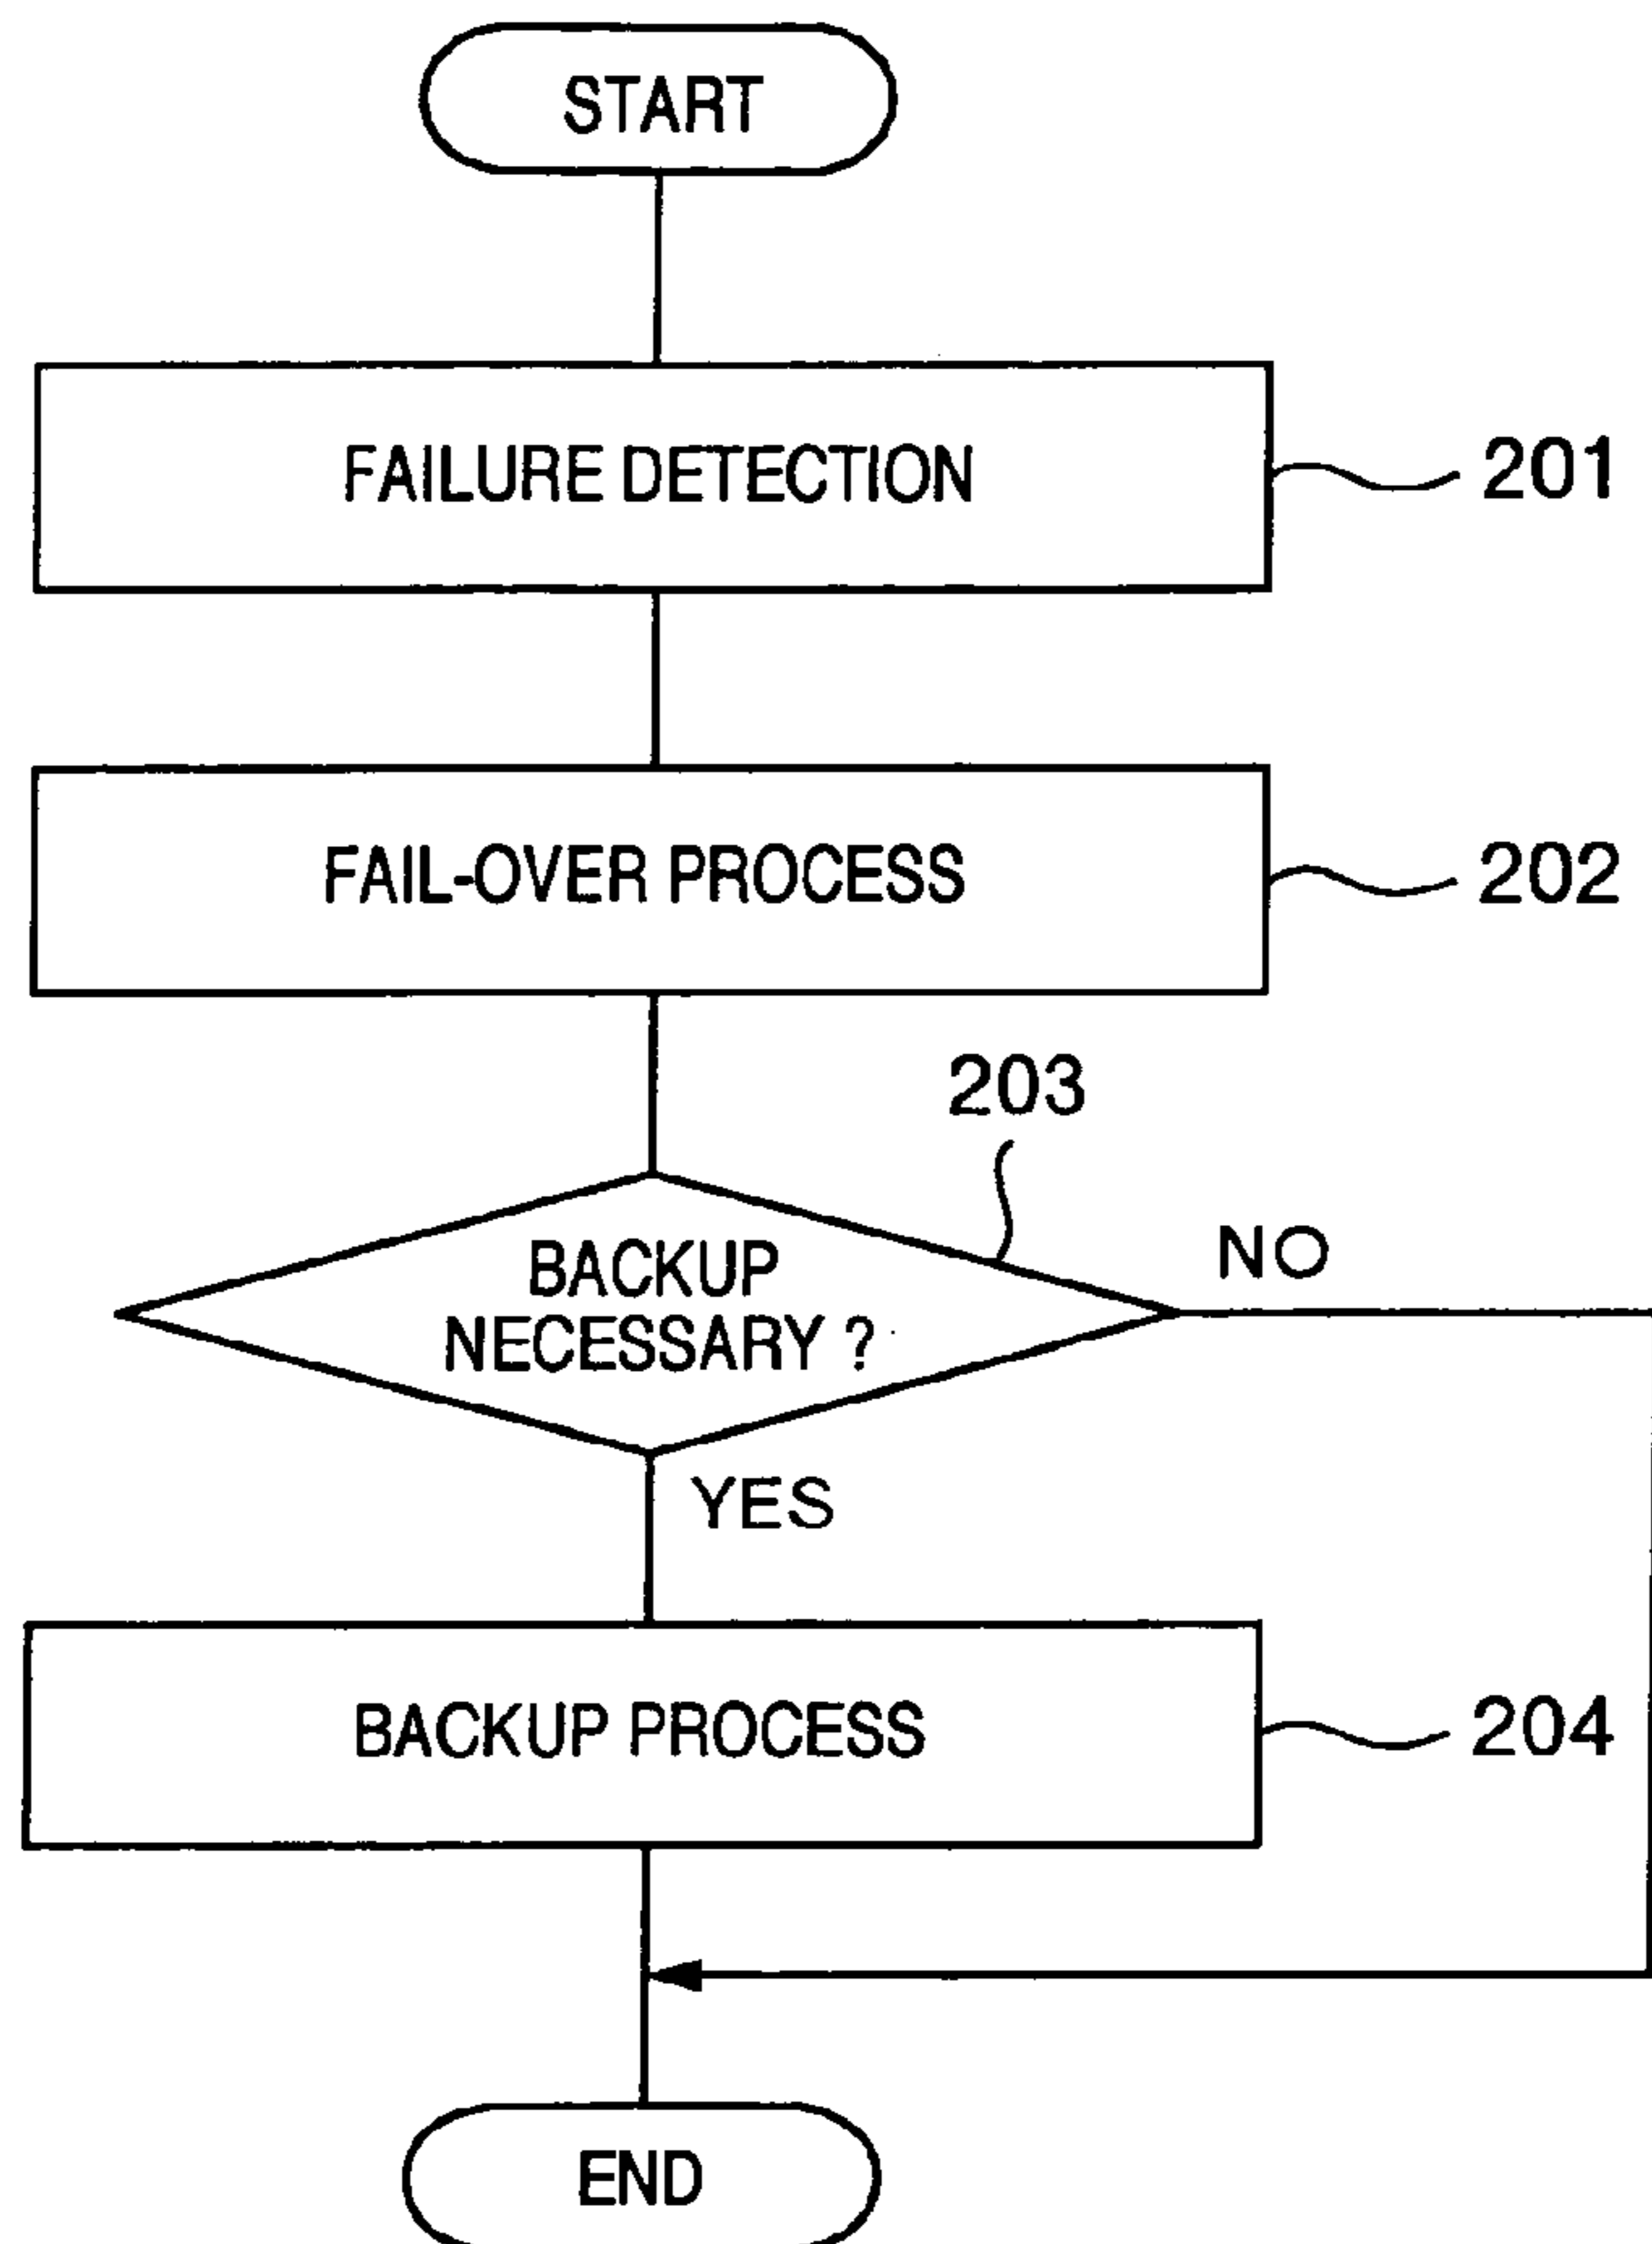 START
FAILURE DETECTION
201
FAIL-OVER PROCESS
202
203
BACKUP
NECESSARY ?
NO
YES
BACKUP PROCESS
204
END